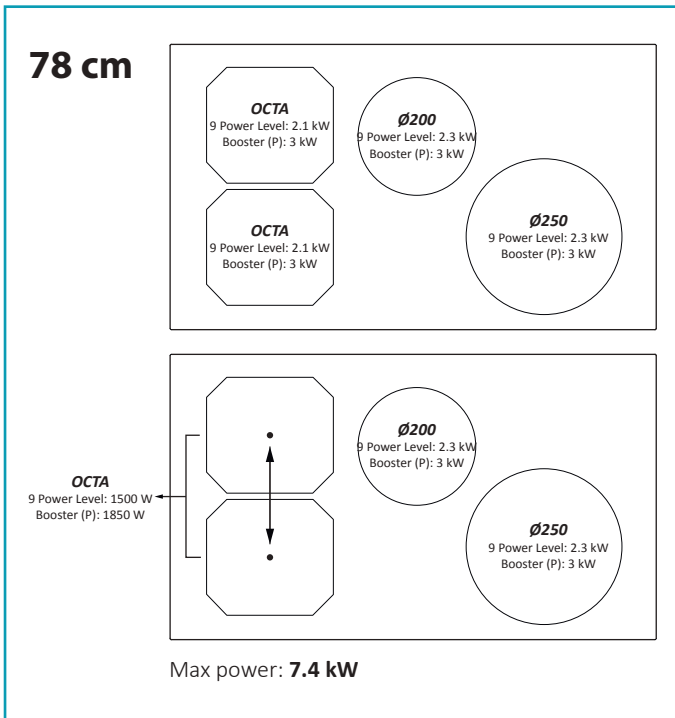 78 cm
OCTA
9 Power Level: 2.1 kW
Booster (P): 3 kW
OCTA
9 Power Level: 2.1 kW
Booster (P): 3 kW
Ø200
9 Power Level: 2.3 kW
Booster (P): 3 kW
Ø250
9 Power Level: 2.3 kW
Booster (P): 3 kW
OCTA
9 Power Level: 1500 W
Booster (P): 1850 W
Ø200
9 Power Level: 2.3 kW
Booster (P): 3 kW
Ø250
9 Power Level: 2.3 kW
Booster (P): 3 kW
Max power: 7.4 kW